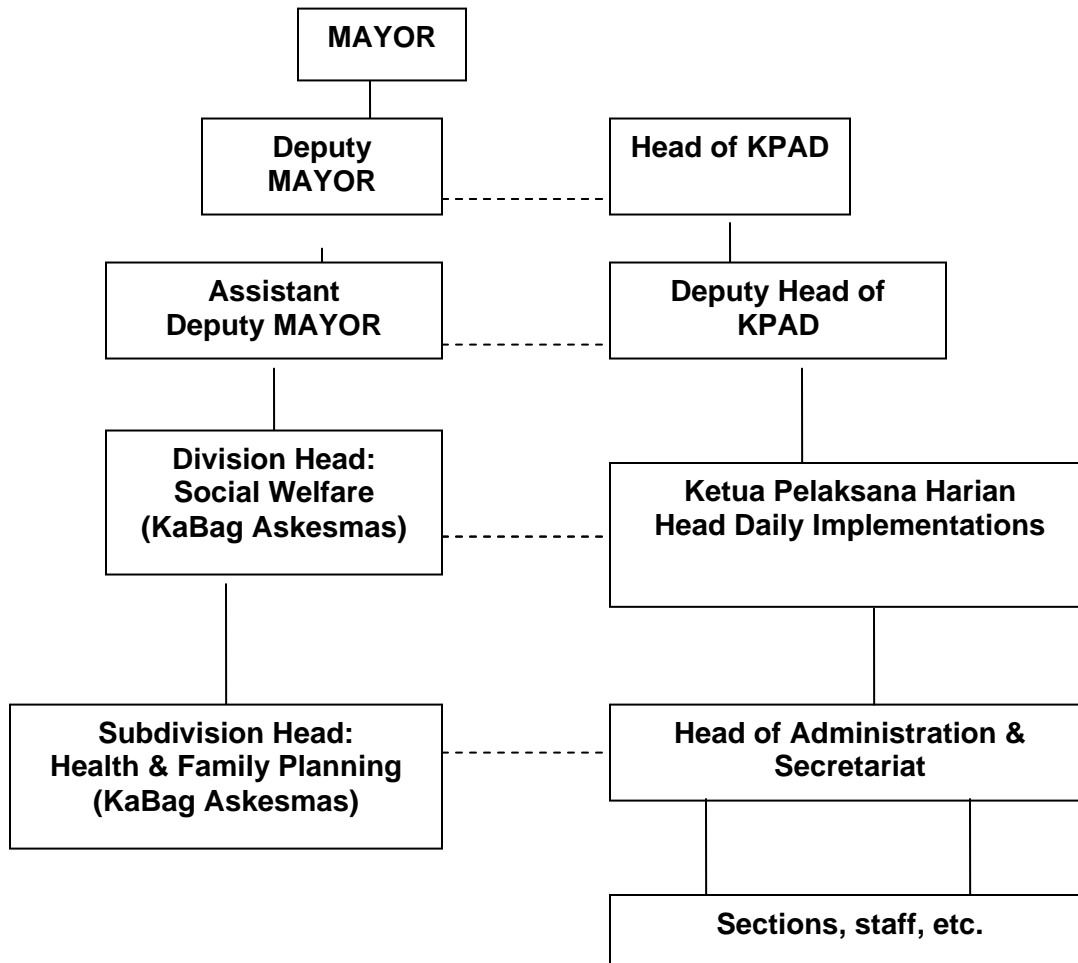 MAYOR
Deputy
MAYOR
Head of KPAD
Assistant
Deputy MAYOR
Deputy Head of
KPAD
Division Head:
Social Welfare
(KaBag Askesmas)
Ketua Pelaksana Harian
Head Daily Implementations
Subdivision Head:
Health & Family Planning
(KaBag Askesmas)
Head of Administration &
Secretariat
Sections, staff, etc.